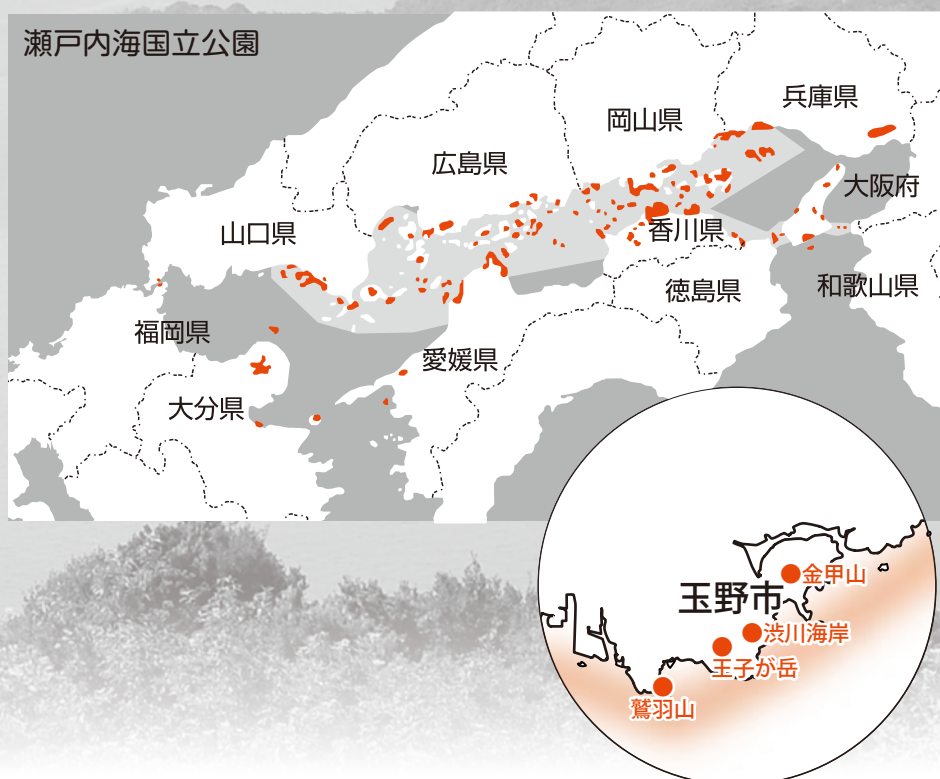 瀬戸内海国立公園
兵庫県
岡山県
広島県
大阪府
山口県
香川県
和歌山県
徳島県
福岡県
愛媛県
大分県
金甲山
玉野市
渋川海岸
王子が岳
鷲羽山